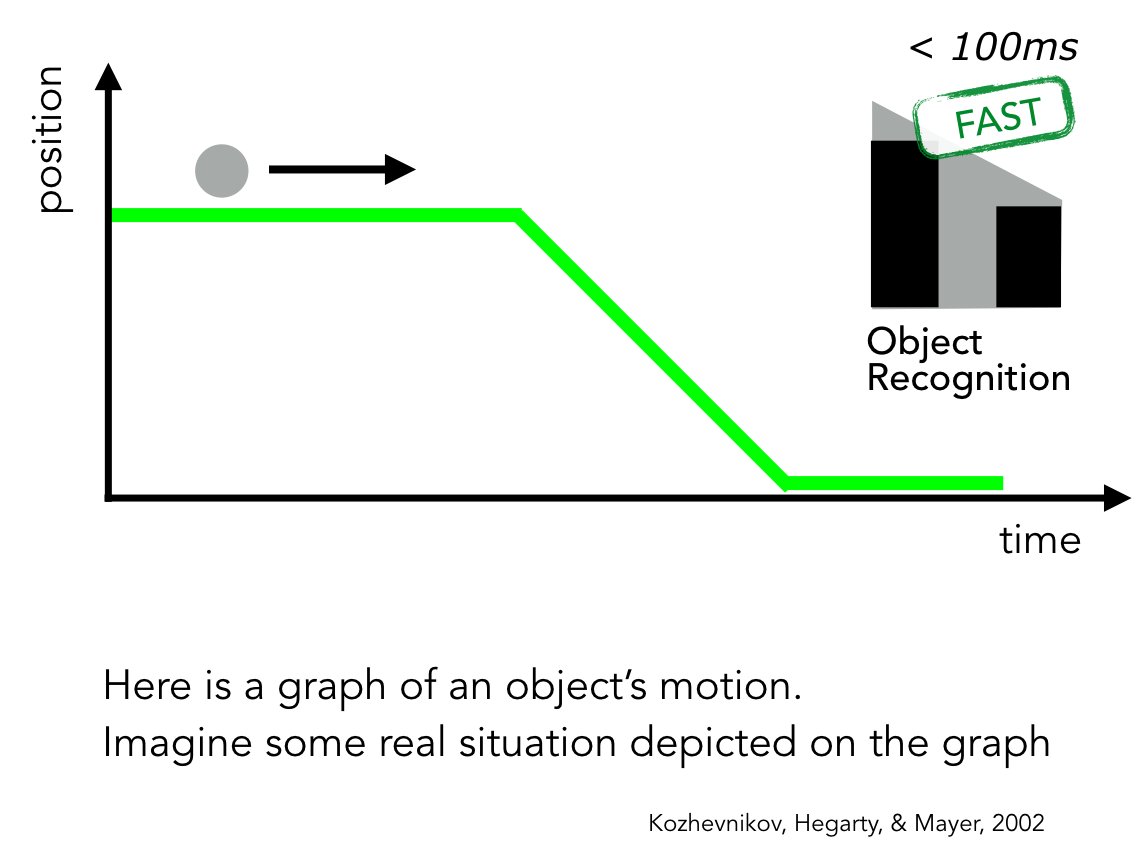 < 100ms
FAST
position
Object
Recognition
time
Here is a graph of an object’s motion.
Imagine some real situation depicted on the graph
Kozhevnikov, Hegarty, & Mayer, 2002